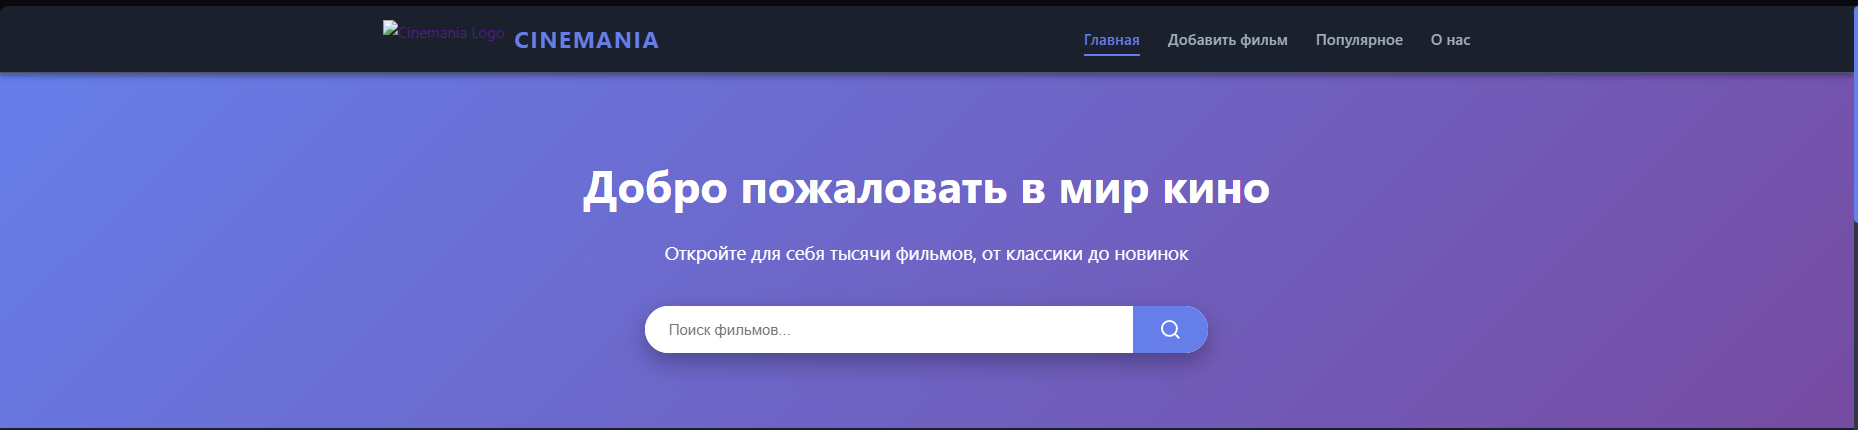 Cinemania Logo CINEMANIA Главная Добавить фильм Популярное О нас
Добро пожаловать в мир кино
Откройте для себя тысячи фильмов, от классики до новинок
Поиск фильмов...